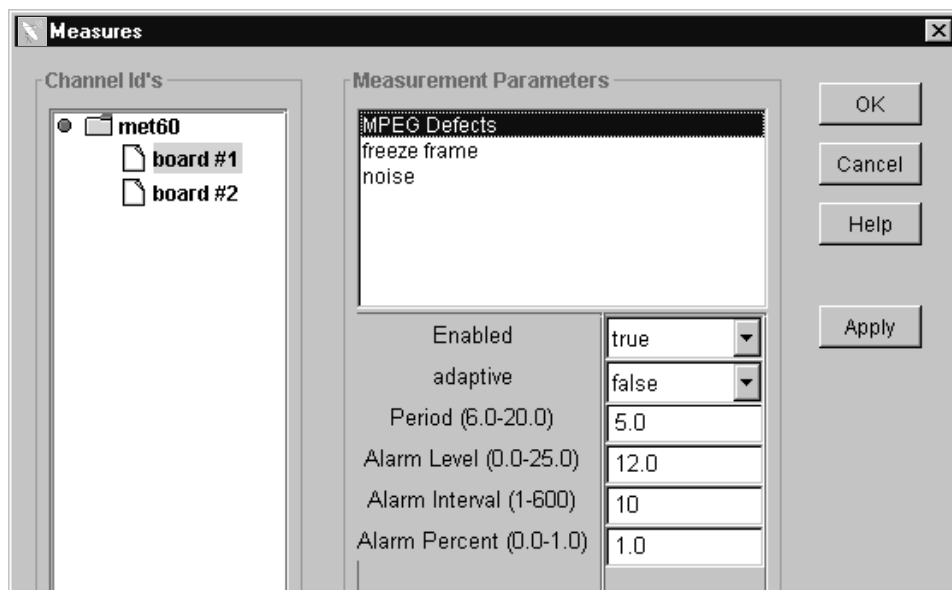 Measures
Channel Id's
met60
board #1
board #2
Measurement Parameters
MPEG Defects
freeze frame
noise
Enabled
true
adaptive
false
Period (6.0-20.0)
5.0
Alarm Level (0.0-25.0)
12.0
Alarm Interval (1-600)
10
Alarm Percent (0.0-1.0)
1.0
OK
Cancel
Help
Apply